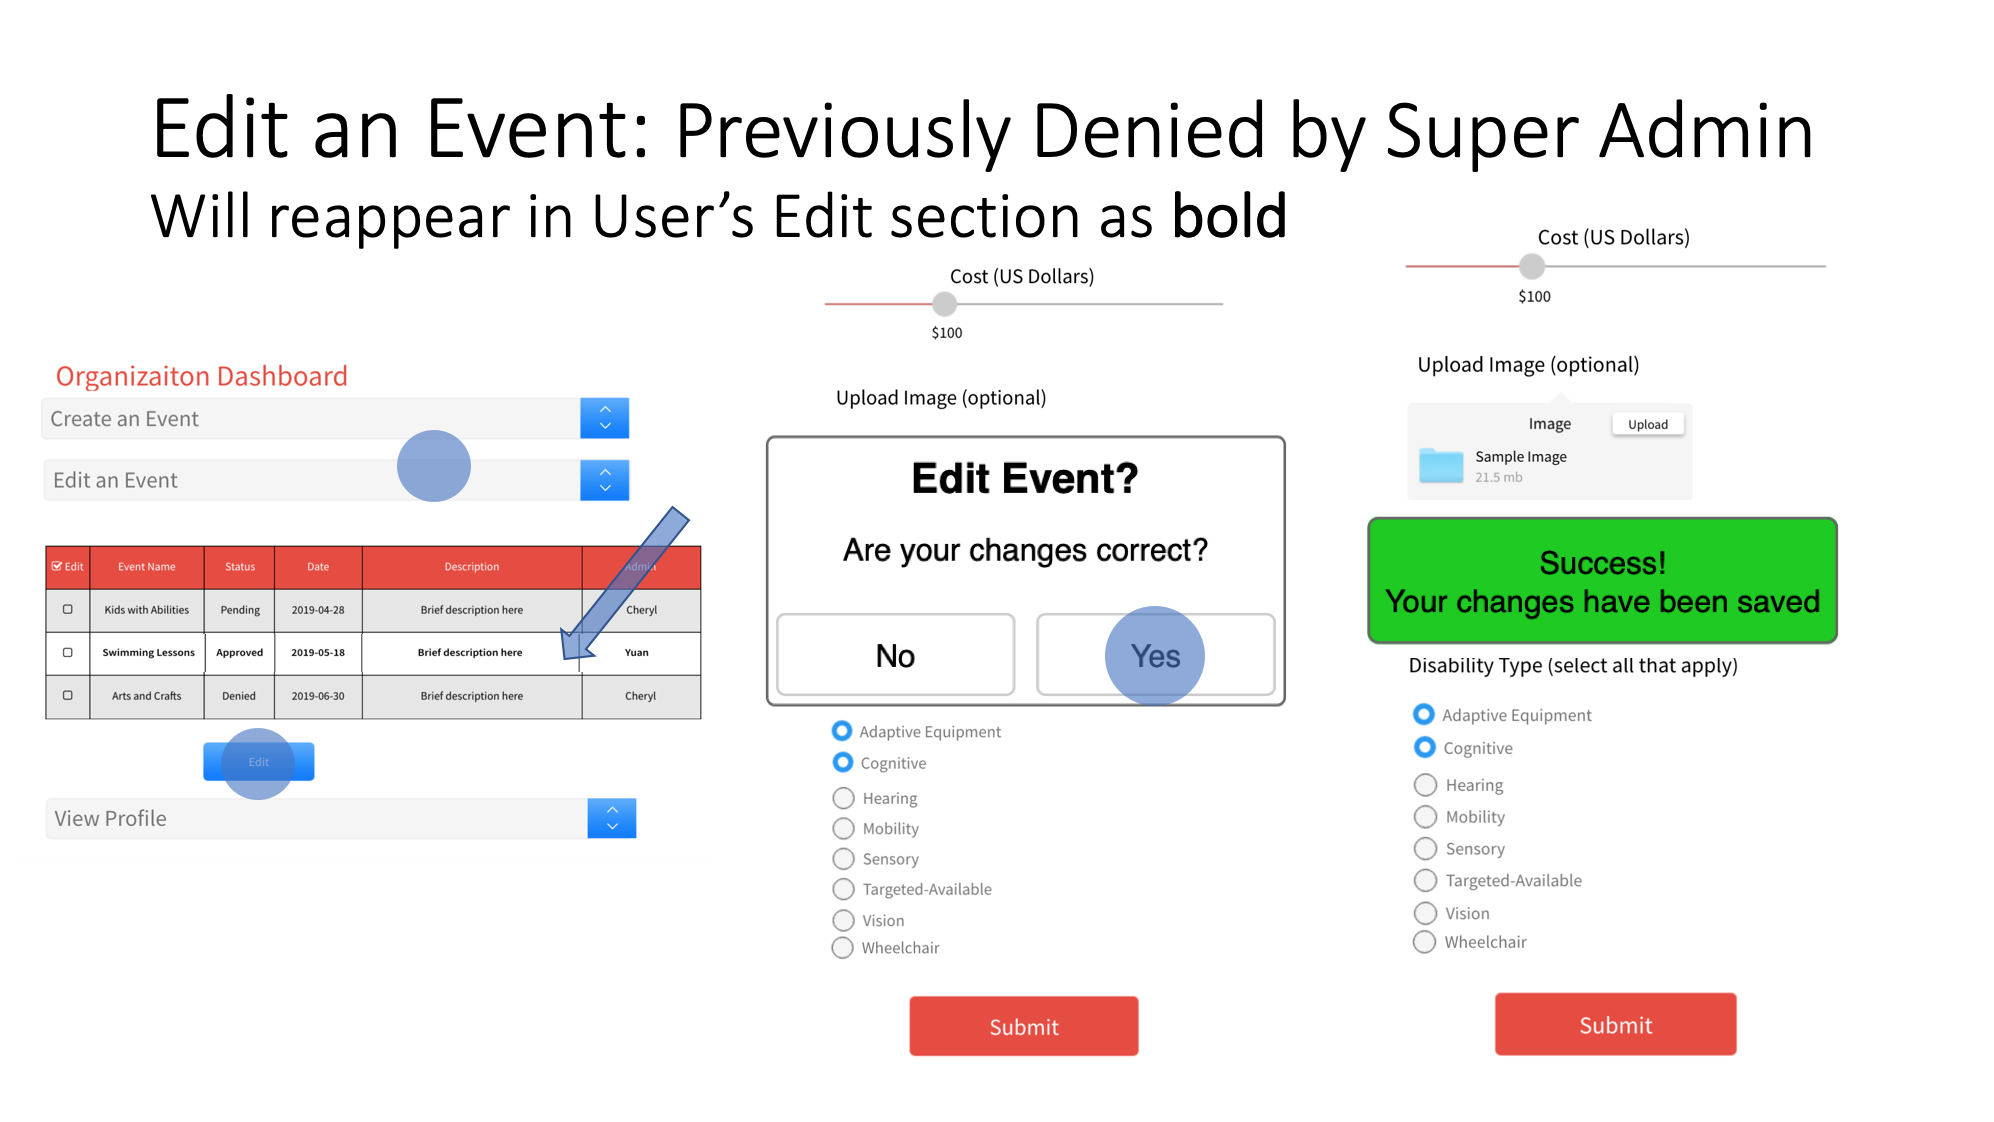 Edit an Event: Previously Denied by Super Admin
Will reappear in User's Edit section as bold
Organizaiton Dashboard
Create an Event
Edit an Event
Edit Event Name Status Date Description Admin
Kids with Abilities Pending 2019-04-28 Brief description here Cheryl
Swimming Lessons Approved 2019-05-18 Brief description here Yuan
Arts and Crafts Denied 2019-06-30 Brief description here Cheryl
Edit
View Profile
Cost (US Dollars)
$100
Upload Image (optional)
Edit Event?
Are your changes correct?
No Yes
Adaptive Equipment
Cognitive
Hearing
Mobility
Sensory
Targeted-Available
Vision
Wheelchair
Submit
Cost (US Dollars)
$100
Upload Image (optional)
Image Upload
Sample Image
21.5 mb
Success!
Your changes have been saved
Disability Type (select all that apply)
Adaptive Equipment
Cognitive
Hearing
Mobility
Sensory
Targeted-Available
Vision
Wheelchair
Submit